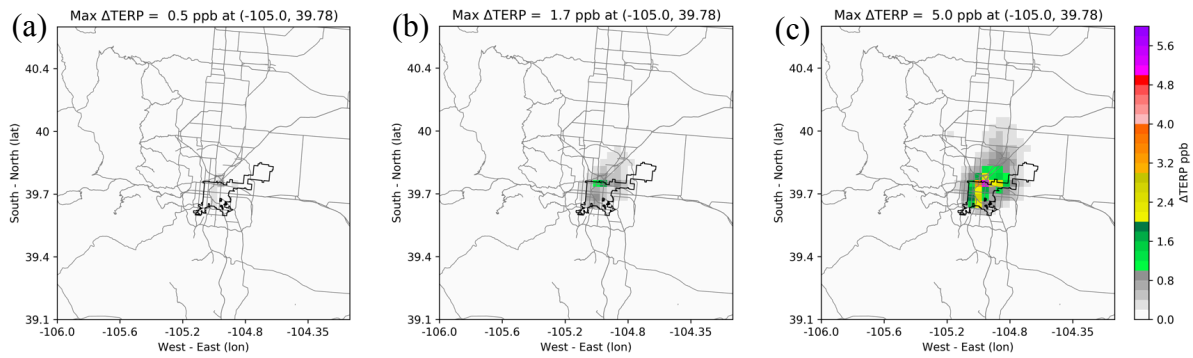 (a) Max ΔTERP = 0.5 ppb at (-105.0, 39.78)
(b) Max ΔTERP = 1.7 ppb at (-105.0, 39.78)
(c) Max ΔTERP = 5.0 ppb at (-105.0, 39.78)
South - North (lat)
40.4
40
39.7
39.4
39.1
-106.0 -105.6 -105.2 -104.8 -104.35
West - East (lon)
South - North (lat)
40.4
40
39.7
39.4
39.1
-106.0 -105.6 -105.2 -104.8 -104.35
West - East (lon)
South - North (lat)
40.4
40
39.7
39.4
39.1
-106.0 -105.6 -105.2 -104.8 -104.35
West - East (lon)
5.6
4.8
4.0
3.2
2.4
1.6
0.8
0.0
ΔTERP ppb